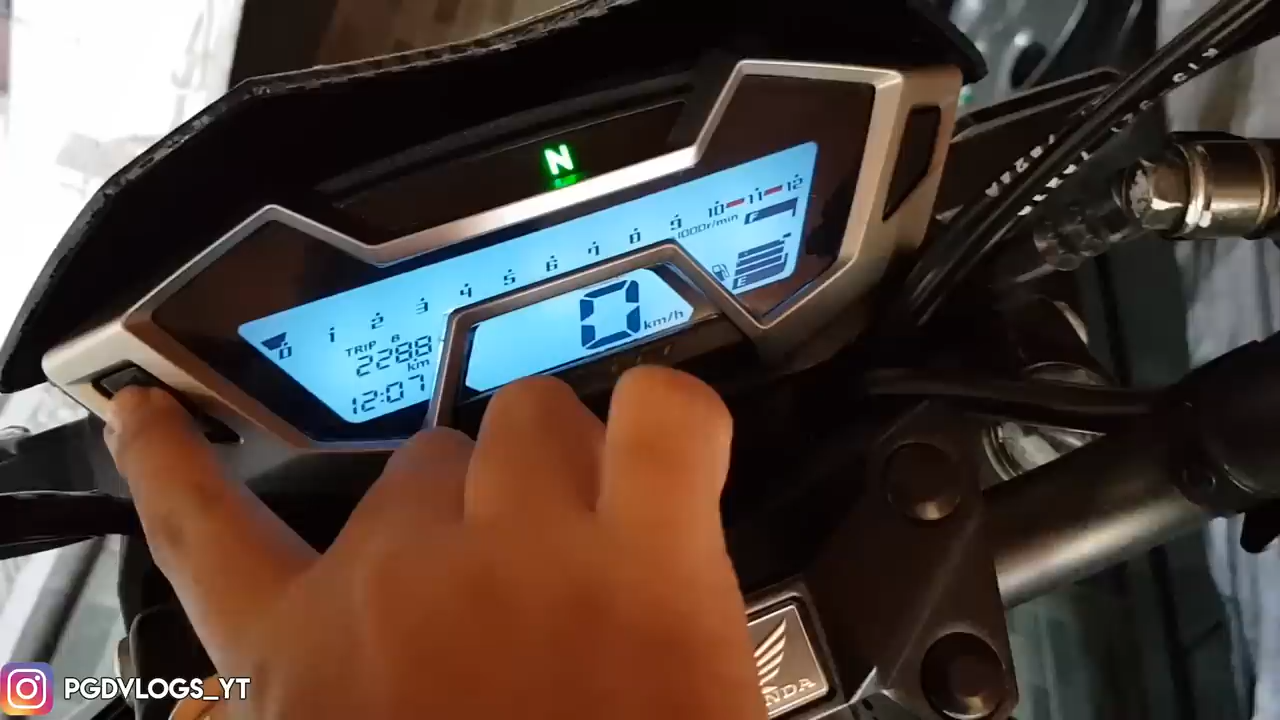 N
1 2 3 4 5 6 7 8 9 10 11 12
1000r/min
F
E
0
TRIP B
2288
km
12:07
0 km/h
HONDA
PGDVLOGS_YT